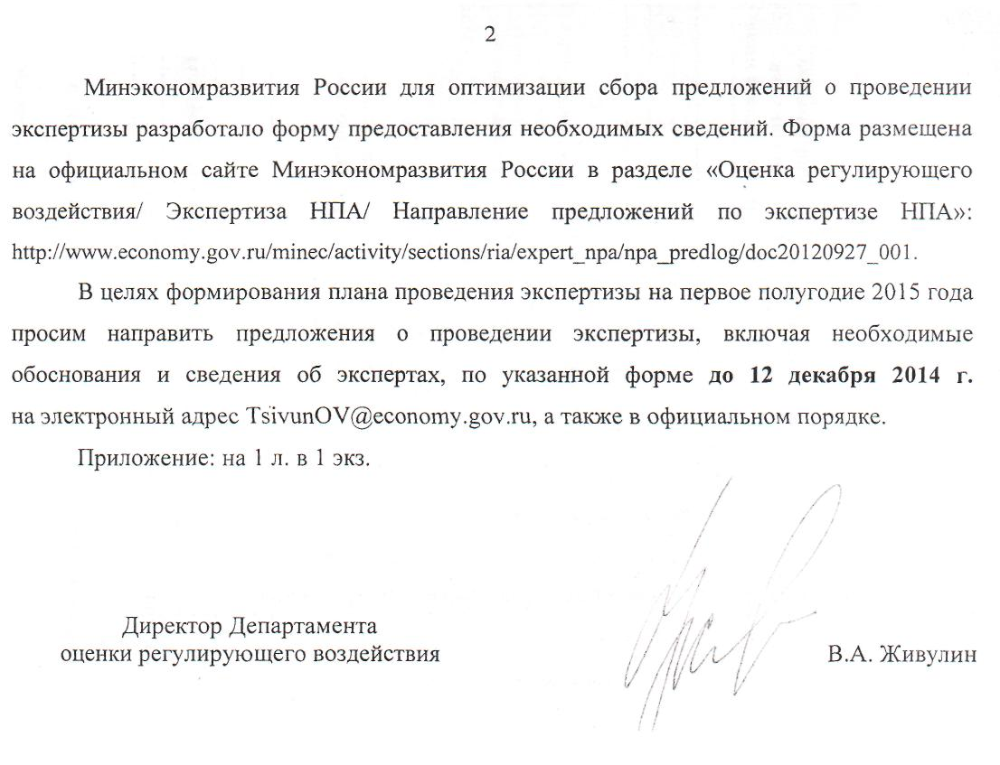 2
Минэкономразвития России для оптимизации сбора предложений о проведении
экспертизы разработало форму предоставления необходимых сведений. Форма размещена
на официальном сайте Минэкономразвития России в разделе «Оценка регулирующего
воздействия/ Экспертиза НПА/ Направление предложений по экспертизе НПА»:
http://www.economy.gov.ru/minec/activity/sections/ria/expert_npa/npa_predlog/doc20120927_001.
В целях формирования плана проведения экспертизы на первое полугодие 2015 года
просим направить предложения о проведении экспертизы, включая необходимые
обоснования и сведения об экспертах, по указанной форме до 12 декабря 2014 г.
на электронный адрес TsivunOV@economy.gov.ru, а также в официальном порядке.
Приложение: на 1 л. в 1 экз.
Директор Департамента
оценки регулирующего воздействия
В.А. Живулин